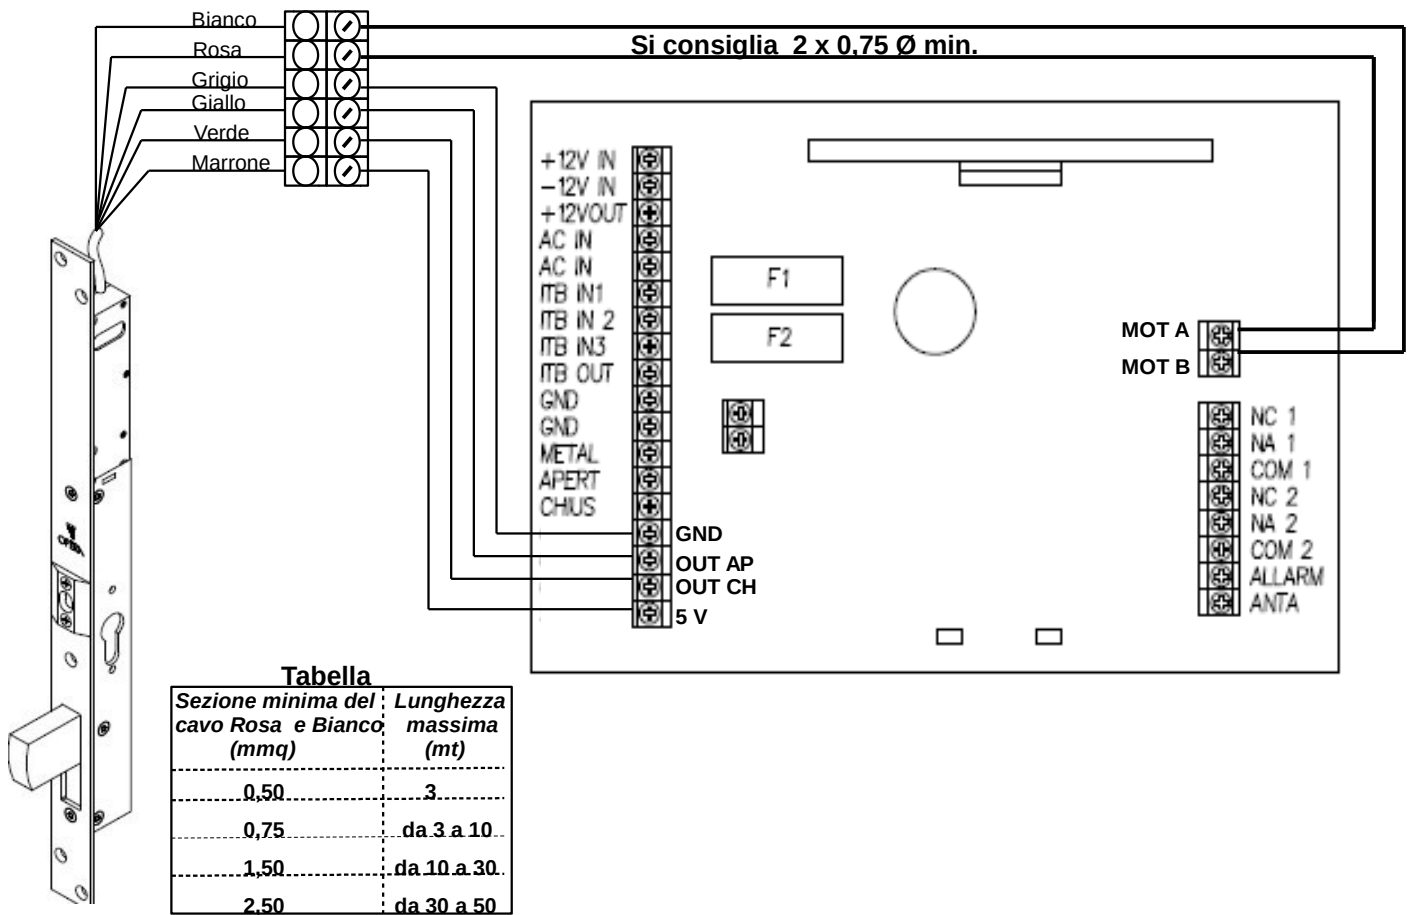 Bianco
Rosa
Grigio
Giallo
Verde
Marrone
Si consiglia 2 x 0,75 Ø min.
+12V IN
-12V IN
+12VOUT
AC IN
AC IN
ITB IN1
ITB IN 2
ITB IN3
ITB OUT
GND
GND
METAL
APERT
CHIUS
GND
OUT AP
OUT CH
5 V
F1
F2
MOT A
MOT B
NC 1
NA 1
COM 1
NC 2
NA 2
COM 2
ALLARM
ANTA
Tabella
Sezione minima del
cavo Rosa e Bianco
(mmq)
Lunghezza
massima
(mt)
0,50 3
0,75 da 3 a 10
1,50 da 10 a 30
2,50 da 30 a 50